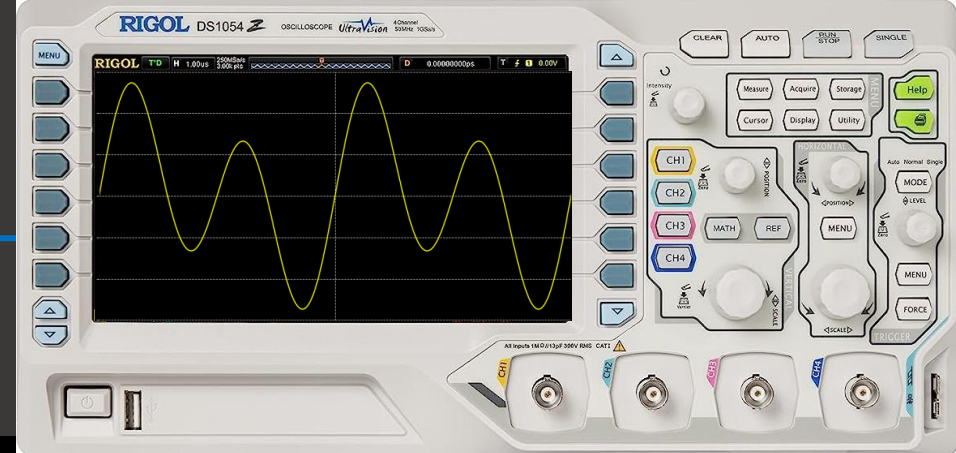 RIGOL DS1054 Z OSCILLOSCOPE UltraVision 4 Channel
50MHz 1GSa/s
MENU
RIGOL T'D H 1.00us 250MSa/s
3.00k pts
D 0.00000000ps T 1 0.00V
CLEAR AUTO RUN
STOP SINGLE
Intensity
Measure Acquire Storage
Cursor Display Utility
MENU
Help
CH1
CH2
CH3
CH4
MATH REF
POSITION
SCALE
VERTICAL
Vernier
HORIZONTAL
POSITION
MENU
SCALE
Auto Normal Single
MODE
LEVEL
MENU
FORCE
TRIGGER
All inputs 1MΩ//13pF 300V RMS CATI
CH1 CH2 CH3 CH4